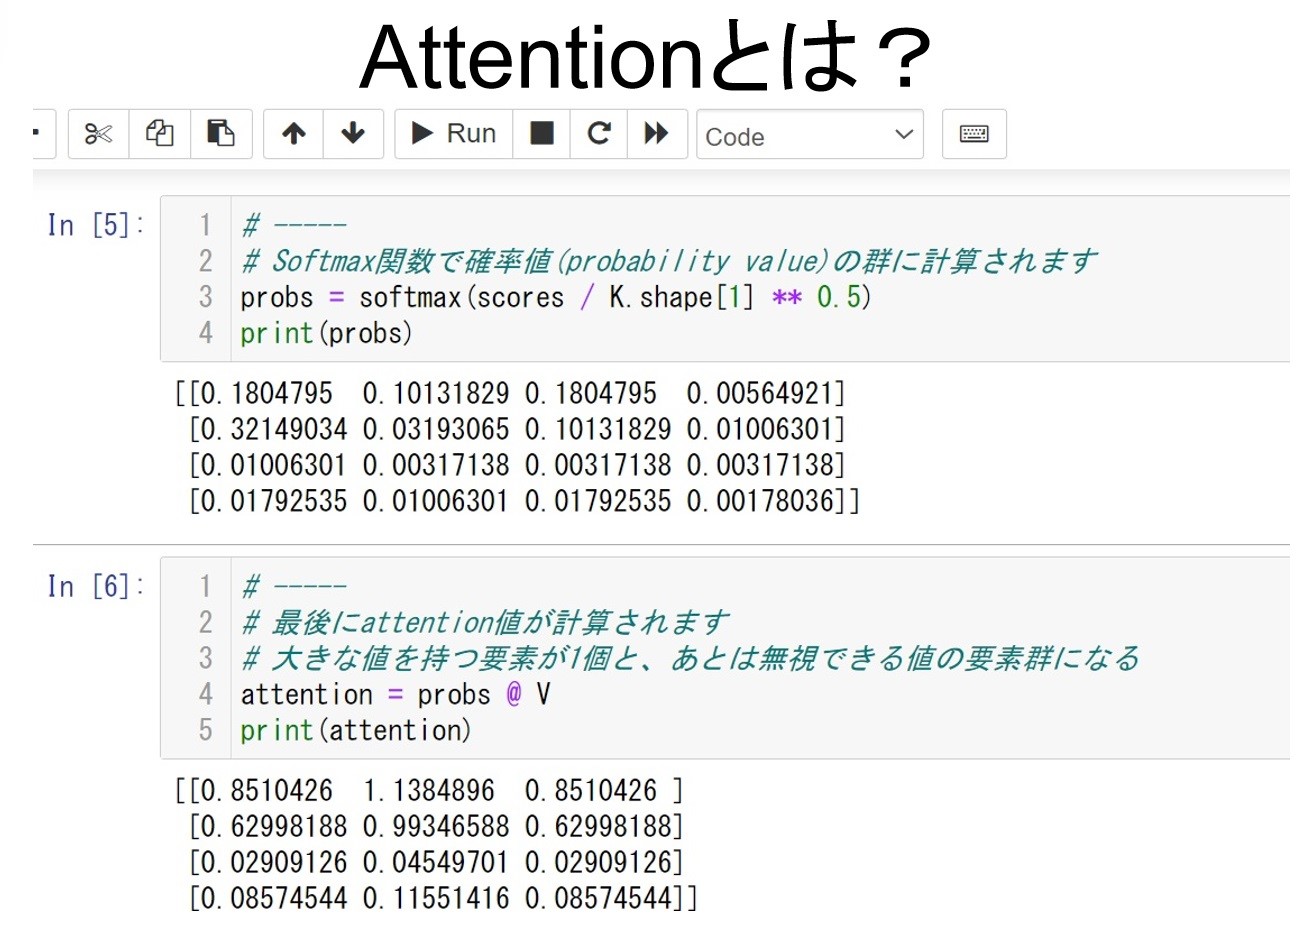 Attentionとは？
Run
Code
In [5]:
1 # -----
2 # Softmax関数で確率値(probability value)の群に計算されます
3 probs = softmax(scores / K.shape[1] ** 0.5)
4 print(probs)
[[0.1804795  0.10131829 0.1804795  0.00564921]
 [0.32149034 0.03193065 0.10131829 0.01006301]
 [0.01006301 0.00317138 0.00317138 0.00317138]
 [0.01792535 0.01006301 0.01792535 0.00178036]]
In [6]:
1 # -----
2 # 最後にattention値が計算されます
3 # 大きな値を持つ要素が1個と、あとは無視できる値の要素群になる
4 attention = probs @ V
5 print(attention)
[[0.8510426  1.1384896  0.8510426 ]
 [0.62998188 0.99346588 0.62998188]
 [0.02909126 0.04549701 0.02909126]
 [0.08574544 0.11551416 0.08574544]]